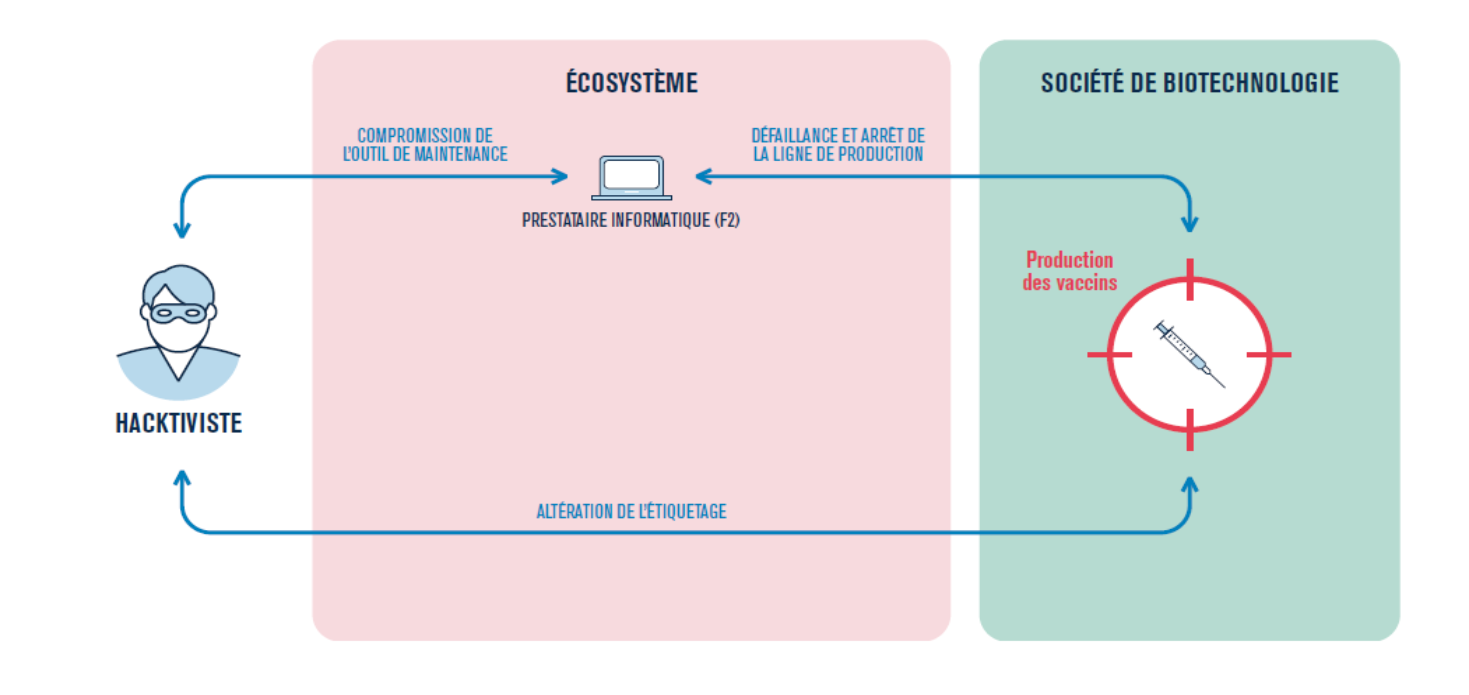 ÉCOSYSTÈME
SOCIÉTÉ DE BIOTECHNOLOGIE
COMPROMISSION DE
L'OUTIL DE MAINTENANCE
DÉFAILLANCE ET ARRÊT DE
LA LIGNE DE PRODUCTION
PRESTATAIRE INFORMATIQUE (F2)
Production
des vaccins
HACKTIVISTE
ALTÉRATION DE L'ÉTIQUETAGE